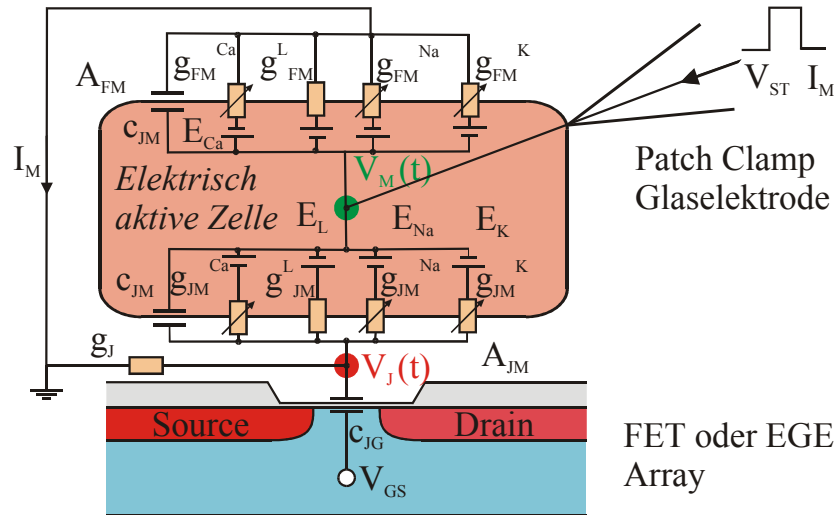 Ca L Na K
g_FM g_FM g_FM g_FM
A_FM
V_ST I_M
c_JM E_Ca
I_M
V_M(t)
Patch Clamp
Glaselektrode
Elektrisch
aktive Zelle
E_L E_Na E_K
Ca L Na K
c_JM g_JM g_JM g_JM g_JM
g_J
V_J(t)
A_JM
Source
Drain
c_JG
FET oder EGE
Array
V_GS